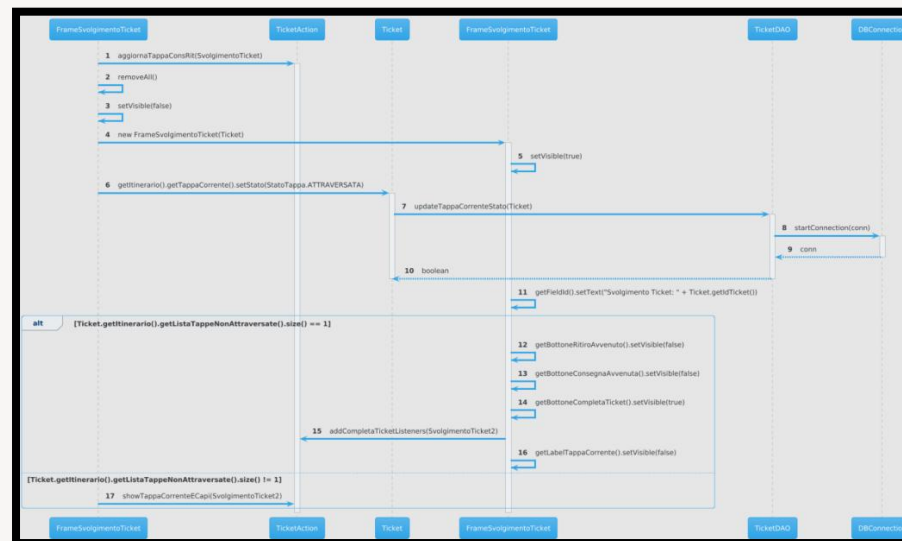 FrameSvolgimentoTicket TicketAction Ticket FrameSvolgimentoTicket TicketDAO DBConnection
1 aggiornaTappaConsRit(SvolgimentoTicket)
2 removeAll()
3 setVisible(false)
4 new FrameSvolgimentoTicket(Ticket)
5 setVisible(true)
6 getItinerario().getTappaCorrente().setStato(StatoTappa.ATTRAVERSATA)
7 updateTappaCorrenteStato(Ticket)
8 startConnection(conn)
9 conn
10 boolean
11 getFieldId().setText("Svolgimento Ticket: " + Ticket.getIdTicket())
alt [Ticket.getItinerario().getListaTappeNonAttraversate().size() == 1]
12 getBottoneRitiroAvvenuto().setVisible(false)
13 getBottoneConsegnaAvvenuta().setVisible(false)
14 getBottoneCompletaTicket().setVisible(true)
15 addCompletaTicketListeners(SvolgimentoTicket2)
16 getLabelTappaCorrente().setVisible(false)
[Ticket.getItinerario().getListaTappeNonAttraversate().size() != 1]
17 showTappaCorrenteECapi(SvolgimentoTicket2)
FrameSvolgimentoTicket TicketAction Ticket FrameSvolgimentoTicket TicketDAO DBConnection